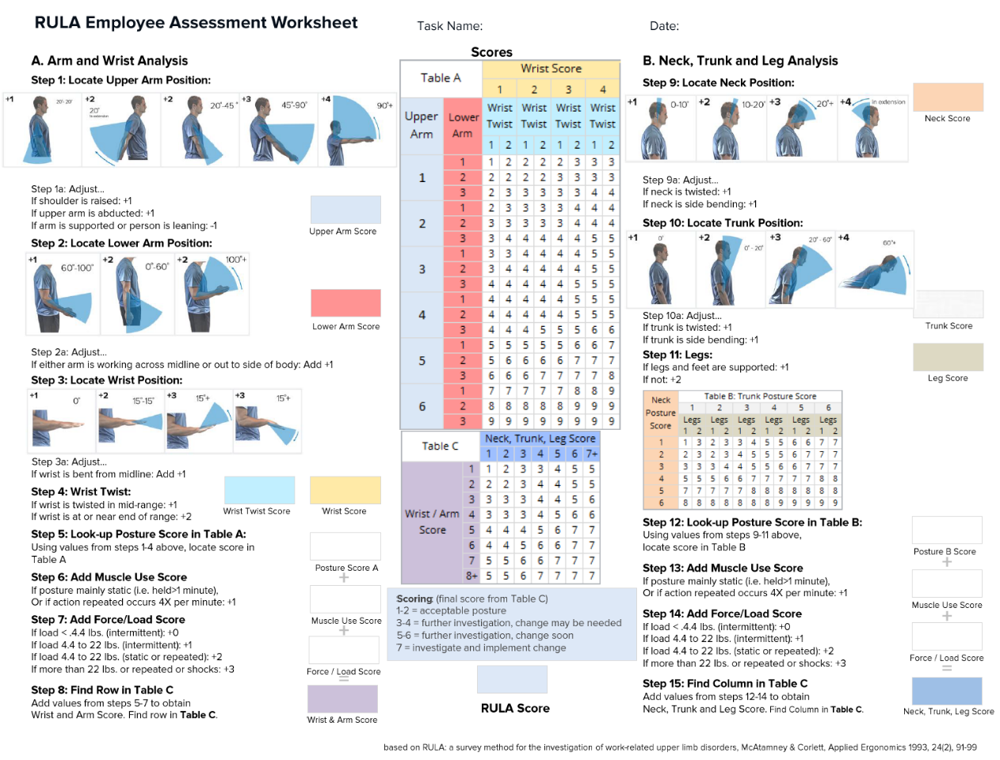 RULA Employee Assessment Worksheet
Task Name:
Date:
A. Arm and Wrist Analysis
Step 1: Locate Upper Arm Position:
+1 20°- 20°
+2 20° In extension
+2 20°-45°
+3 45°-90°
+4 90°+
Step 1a: Adjust...
If shoulder is raised: +1
If upper arm is abducted: +1
If arm is supported or person is leaning: -1
Upper Arm Score
Step 2: Locate Lower Arm Position:
+1 60°-100°
+2 0°-60°
+2 100°+
Lower Arm Score
Step 2a: Adjust...
If either arm is working across midline or out to side of body: Add +1
Step 3: Locate Wrist Position:
+1 0°
+2 15°-15°
+3 15°+
+3 15°+
Step 3a: Adjust...
If wrist is bent from midline: Add +1
Step 4: Wrist Twist:
If wrist is twisted in mid-range: +1
If wrist is at or near end of range: +2
Wrist Twist Score
Wrist Score
Step 5: Look-up Posture Score in Table A:
Using values from steps 1-4 above, locate score in
Table A
Posture Score A
+
Step 6: Add Muscle Use Score
If posture mainly static (i.e. held>1 minute),
Or if action repeated occurs 4X per minute: +1
Muscle Use Score
+
Step 7: Add Force/Load Score
If load < .4.4 lbs. (intermittent): +0
If load 4.4 to 22 lbs. (intermittent): +1
If load 4.4 to 22 lbs. (static or repeated): +2
If more than 22 lbs. or repeated or shocks: +3
Force / Load Score
=
Step 8: Find Row in Table C
Add values from steps 5-7 to obtain
Wrist and Arm Score. Find row in Table C.
Wrist & Arm Score
Scores
Table A
Wrist Score
1 2 3 4
Upper Arm
Lower Arm
Wrist Twist Wrist Twist Wrist Twist Wrist Twist
1 2 1 2 1 2 1 2
1 1 1 2 2 2 2 3 3 3
2 2 2 2 2 3 3 3 3
3 2 3 3 3 3 3 4 4
2 1 2 3 3 3 3 4 4 4
2 3 3 3 3 3 4 4 4
3 3 4 4 4 4 4 5 5
3 1 3 3 4 4 4 4 5 5
2 3 4 4 4 4 4 5 5
3 4 4 4 4 4 5 5 5
4 1 4 4 4 4 4 5 5 5
2 4 4 4 4 4 5 5 5
3 4 4 4 5 5 5 6 6
5 1 5 5 5 5 5 6 6 7
2 5 6 6 6 6 7 7 7
3 6 6 6 7 7 7 7 8
6 1 7 7 7 7 7 8 8 9
2 8 8 8 8 8 9 9 9
3 9 9 9 9 9 9 9 9
Table C
Neck, Trunk, Leg Score
1 2 3 4 5 6 7+
Wrist / Arm Score
1 1 2 3 3 4 5 5
2 2 2 3 4 4 5 5
3 3 3 3 4 4 5 6
4 3 3 3 4 5 6 6
5 4 4 4 5 6 7 7
6 4 4 5 6 6 7 7
7 5 5 6 6 7 7 7
8+ 5 5 6 7 7 7 7
Scoring: (final score from Table C)
1-2 = acceptable posture
3-4 = further investigation, change may be needed
5-6 = further investigation, change soon
7 = investigate and implement change
RULA Score
B. Neck, Trunk and Leg Analysis
Step 9: Locate Neck Position:
+1 0-10°
+2 10-20°
+3 20°+
+4 In extension
Neck Score
Step 9a: Adjust...
If neck is twisted: +1
If neck is side bending: +1
Step 10: Locate Trunk Position:
+1 0°
+2 0° - 20°
+3 20° - 60°
+4 60°+
Trunk Score
Step 10a: Adjust...
If trunk is twisted: +1
If trunk is side bending: +1
Step 11: Legs:
If legs and feet are supported: +1
If not: +2
Leg Score
Neck Posture Score
Table B: Trunk Posture Score
1 2 3 4 5 6
Legs Legs Legs Legs Legs Legs
1 2 1 2 1 2 1 2 1 2 1 2
1 1 3 2 3 3 4 5 5 6 6 7 7
2 2 3 2 3 4 5 5 5 6 7 7 7
3 3 3 3 4 4 5 5 6 6 7 7 7
4 5 5 5 6 6 7 7 7 7 7 8 8
5 7 7 7 7 7 8 8 8 8 8 8 8
6 8 8 8 8 8 8 8 9 9 9 9 9
Step 12: Look-up Posture Score in Table B:
Using values from steps 9-11 above,
locate score in Table B
Posture B Score
+
Step 13: Add Muscle Use Score
If posture mainly static (i.e. held>1 minute),
Or if action repeated occurs 4X per minute: +1
Muscle Use Score
+
Step 14: Add Force/Load Score
If load < .4.4 lbs. (intermittent): +0
If load 4.4 to 22 lbs. (intermittent): +1
If load 4.4 to 22 lbs. (static or repeated): +2
If more than 22 lbs. or repeated or shocks: +3
Force / Load Score
=
Step 15: Find Column in Table C
Add values from steps 12-14 to obtain
Neck, Trunk and Leg Score. Find Column in Table C.
Neck, Trunk, Leg Score
based on RULA: a survey method for the investigation of work-related upper limb disorders, McAtamney & Corlett, Applied Ergonomics 1993, 24(2), 91-99